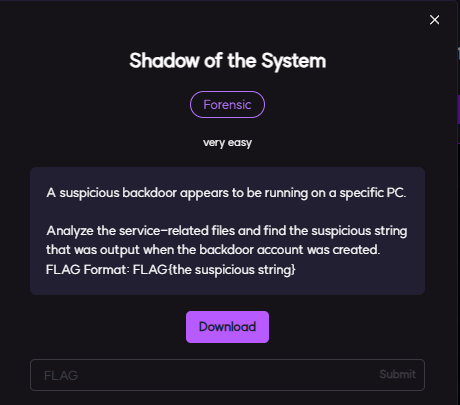 Shadow of the System
Forensic
very easy
A suspicious backdoor appears to be running on a specific PC.
Analyze the service-related files and find the suspicious string
that was output when the backdoor account was created.
FLAG Format: FLAG{the suspicious string}
Download
FLAG
Submit